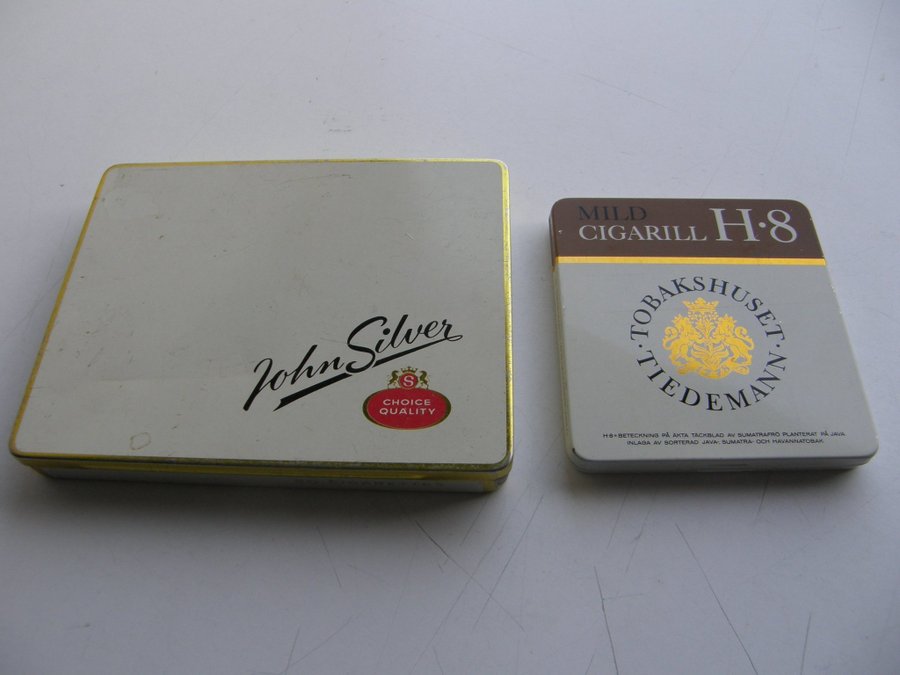 John Silver
S
CHOICE
QUALITY
MILD
CIGARILL H·8
·TOBAKSHUSET·
TIEDEMANN
H·8=BETECKNING PÅ ÄKTA TÄCKBLAD AV SUMATRAFRÖ PLANTERAT PÅ JAVA
INLAGA AV SORTERAD JAVA-, SUMATRA- OCH HAVANNATOBAK.